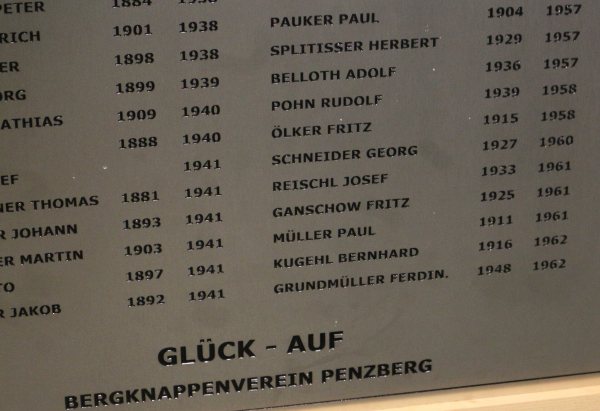 PETER 1884 1938
RICH 1901 1938
ER 1898 1938
ORG 1899 1939
ATHIAS 1909 1940
1888 1940
EF 1941
NER THOMAS 1881 1941
R JOHANN 1893 1941
ER MARTIN 1903 1941
TO 1897 1941
R JAKOB 1892 1941
PAUKER PAUL 1904 1957
SPLITISSER HERBERT 1929 1957
BELLOTH ADOLF 1936 1957
POHN RUDOLF 1939 1958
ÖLKER FRITZ 1915 1958
SCHNEIDER GEORG 1927 1960
REISCHL JOSEF 1933 1961
GANSCHOW FRITZ 1925 1961
MÜLLER PAUL 1911 1961
KUGEHL BERNHARD 1916 1962
GRUNDMÜLLER FERDIN. 1948 1962
GLÜCK - AUF
BERGKNAPPENVEREIN PENZBERG